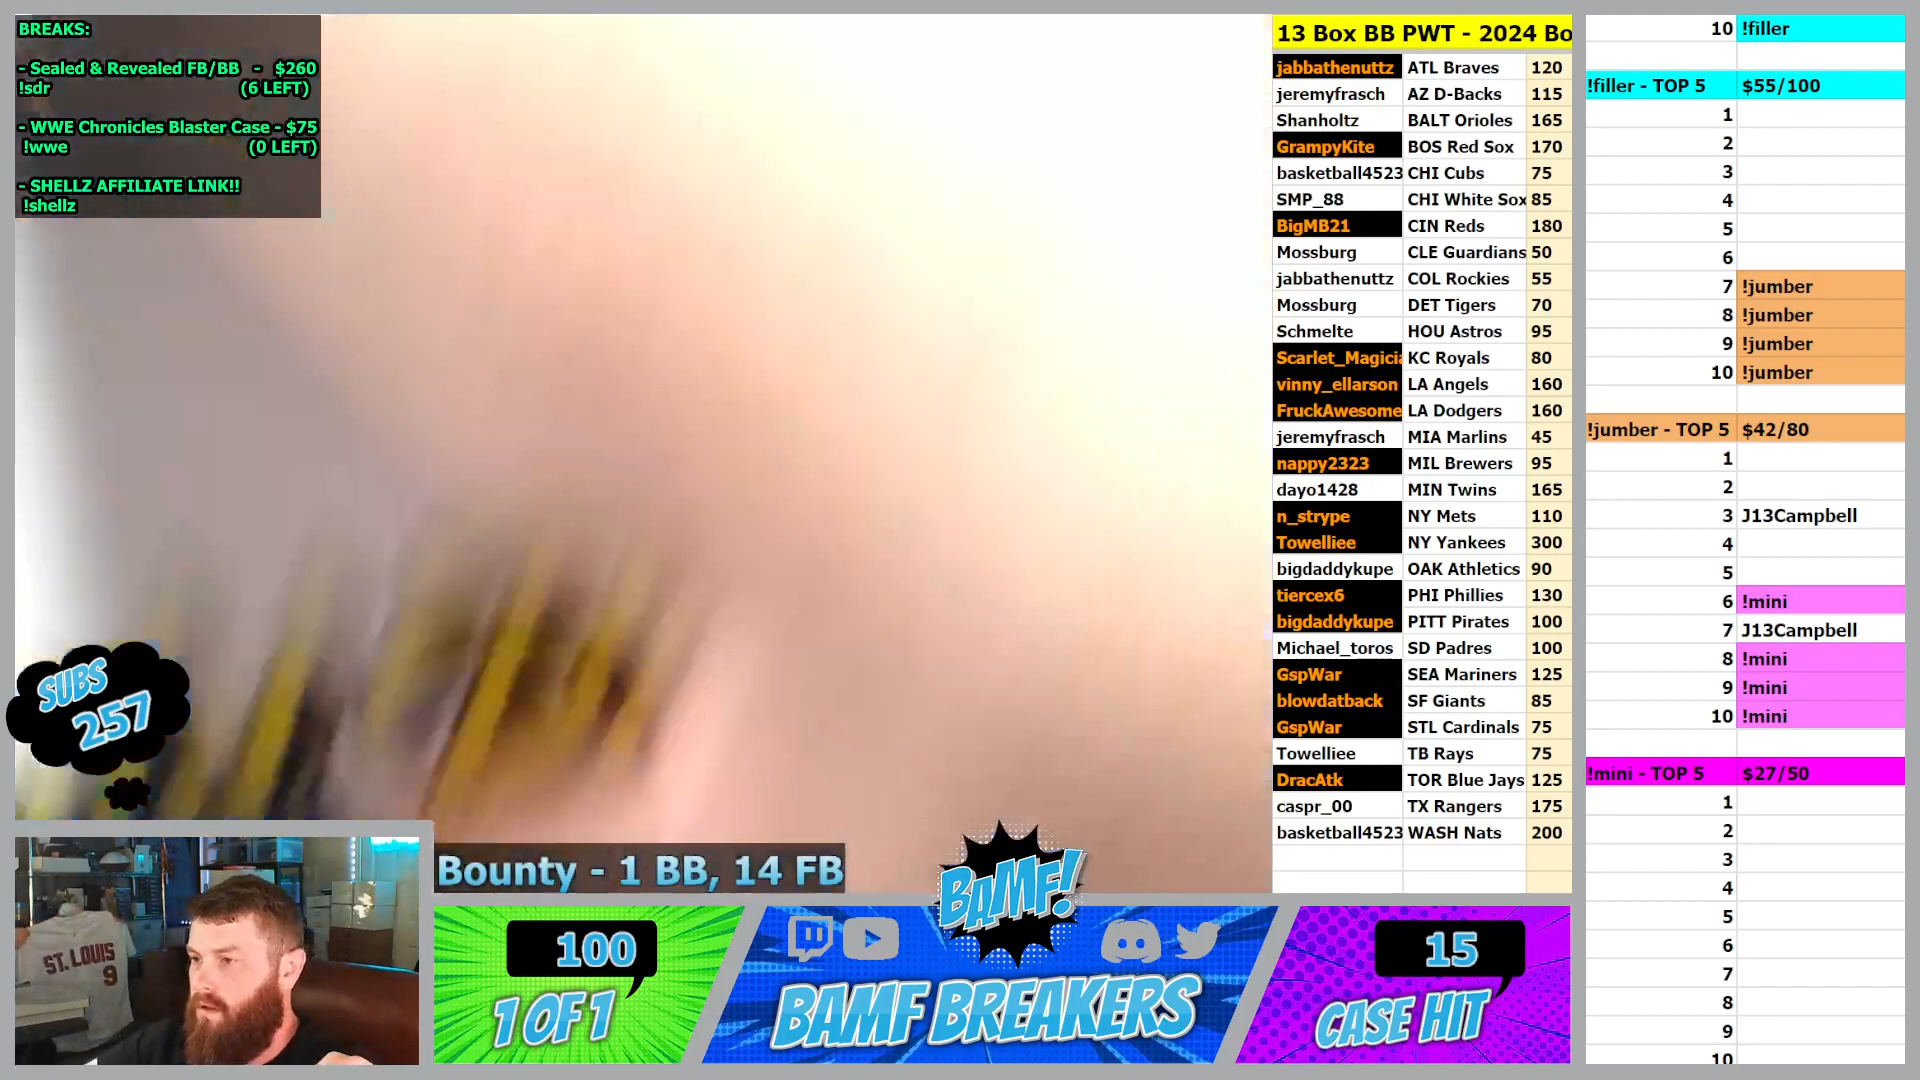 BREAKS:
- Sealed & Revealed FB/BB - $260
!sdr (6 LEFT)
- WWE Chronicles Blaster Case - $75
!wwe (0 LEFT)
- SHELLZ AFFILIATE LINK!!
!shellz
SUBS
257
ST. LOUIS
9
Bounty - 1 BB, 14 FB
BAMF!
100
1 OF 1
BAMF BREAKERS
15
CASE HIT
13 Box BB PWT - 2024 Bo
jabbathenuttz ATL Braves 120
jeremyfrasch AZ D-Backs 115
Shanholtz BALT Orioles 165
GrampyKite BOS Red Sox 170
basketball4523 CHI Cubs 75
SMP_88 CHI White Sox 85
BigMB21 CIN Reds 180
Mossburg CLE Guardians 50
jabbathenuttz COL Rockies 55
Mossburg DET Tigers 70
Schmelte HOU Astros 95
Scarlet_Magicia KC Royals 80
vinny_ellarson LA Angels 160
FruckAwesome LA Dodgers 160
jeremyfrasch MIA Marlins 45
nappy2323 MIL Brewers 95
dayo1428 MIN Twins 165
n_strype NY Mets 110
Towelliee NY Yankees 300
bigdaddykupe OAK Athletics 90
tiercex6 PHI Phillies 130
bigdaddykupe PITT Pirates 100
Michael_toros SD Padres 100
GspWar SEA Mariners 125
blowdatback SF Giants 85
GspWar STL Cardinals 75
Towelliee TB Rays 75
DracAtk TOR Blue Jays 125
caspr_00 TX Rangers 175
basketball4523 WASH Nats 200
10 !filler
!filler - TOP 5 $55/100
1
2
3
4
5
6
7 !jumber
8 !jumber
9 !jumber
10 !jumber
!jumber - TOP 5 $42/80
1
2
3 J13Campbell
4
5
6 !mini
7 J13Campbell
8 !mini
9 !mini
10 !mini
!mini - TOP 5 $27/50
1
2
3
4
5
6
7
8
9
10